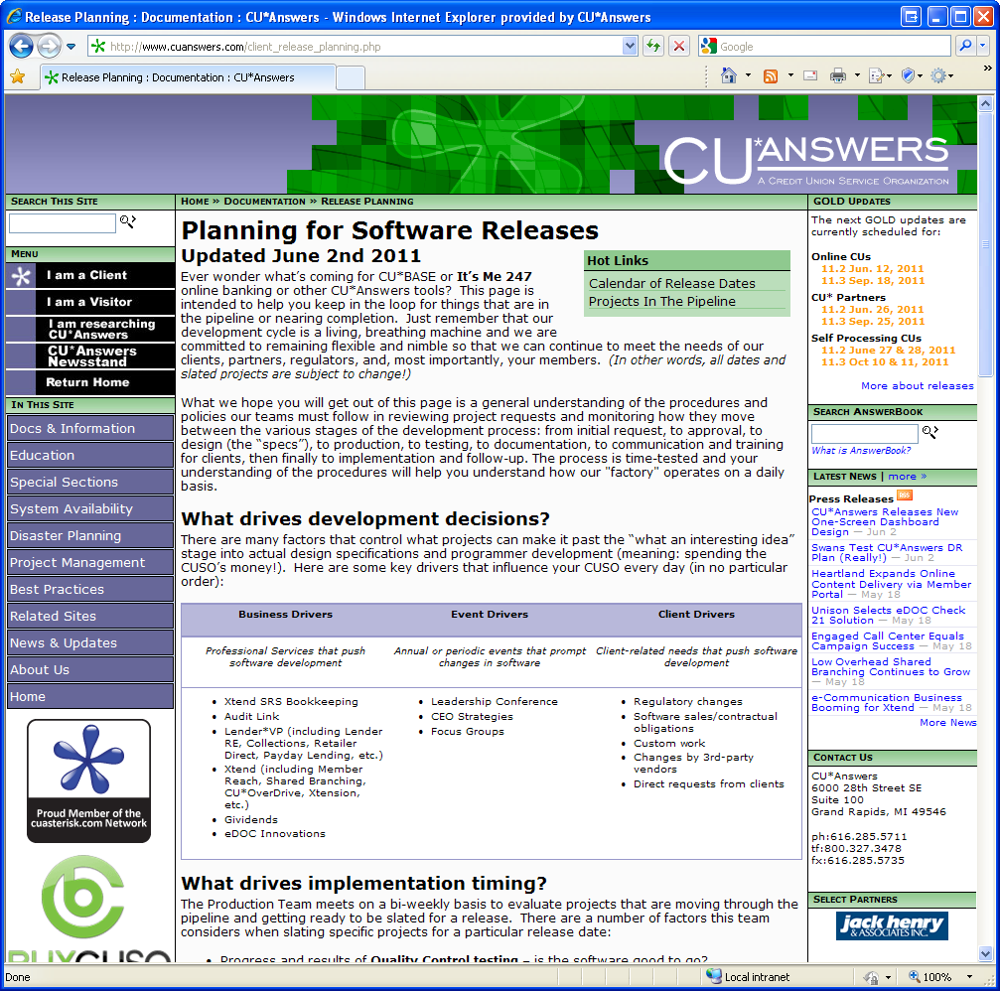 Release Planning : Documentation : CU*Answers - Windows Internet Explorer provided by CU*Answers
http://www.cuanswers.com/client_release_planning.php
Google
Release Planning : Documentation : CU*Answers
CU*ANSWERS
A CREDIT UNION SERVICE ORGANIZATION
SEARCH THIS SITE
MENU
I am a Client
I am a Visitor
I am researching
CU*Answers
CU*Answers
Newsstand
Return Home
IN THIS SITE
Docs & Information
Education
Special Sections
System Availability
Disaster Planning
Project Management
Best Practices
Related Sites
News & Updates
About Us
Home
Proud Member of the
cuasterisk.com Network
b
BUYCUSO
HOME » DOCUMENTATION » RELEASE PLANNING
Planning for Software Releases
Updated June 2nd 2011
Hot Links
Calendar of Release Dates
Projects In The Pipeline
Ever wonder what's coming for CU*BASE or It's Me 247
online banking or other CU*Answers tools?  This page is
intended to help you keep in the loop for things that are in
the pipeline or nearing completion.  Just remember that our
development cycle is a living, breathing machine and we are
committed to remaining flexible and nimble so that we can continue to meet the needs of our
clients, partners, regulators, and, most importantly, your members.  (In other words, all dates and
slated projects are subject to change!)
What we hope you will get out of this page is a general understanding of the procedures and
policies our teams must follow in reviewing project requests and monitoring how they move
between the various stages of the development process: from initial request, to approval, to
design (the “specs”), to production, to testing, to documentation, to communication and training
for clients, then finally to implementation and follow-up. The process is time-tested and your
understanding of the procedures will help you understand how our "factory" operates on a daily
basis.
What drives development decisions?
There are many factors that control what projects can make it past the “what an interesting idea”
stage into actual design specifications and programmer development (meaning: spending the
CUSO's money!).  Here are some key drivers that influence your CUSO every day (in no particular
order):
Business Drivers
Professional Services that push
software development
• Xtend SRS Bookkeeping
• Audit Link
• Lender*VP (including Lender
RE, Collections, Retailer
Direct, Payday Lending, etc.)
• Xtend (including Member
Reach, Shared Branching,
CU*OverDrive, Xtension,
etc.)
• Gividends
• eDOC Innovations
Event Drivers
Annual or periodic events that prompt
changes in software
• Leadership Conference
• CEO Strategies
• Focus Groups
Client Drivers
Client-related needs that push software
development
• Regulatory changes
• Software sales/contractual
obligations
• Custom work
• Changes by 3rd-party
vendors
• Direct requests from clients
What drives implementation timing?
The Production Team meets on a bi-weekly basis to evaluate projects that are moving through the
pipeline and getting ready to be slated for a release.  There are a number of factors this team
considers when slating specific projects for a particular release date:
• Progress and results of Quality Control testing – is the software good to go?
GOLD UPDATES
The next GOLD updates are
currently scheduled for:
Online CUs
11.2 Jun. 12, 2011
11.3 Sep. 18, 2011
CU* Partners
11.2 Jun. 26, 2011
11.3 Sep. 25, 2011
Self Processing CUs
11.2 June 27 & 28, 2011
11.3 Oct 10 & 11, 2011
More about releases
SEARCH ANSWERBOOK
What is AnswerBook?
LATEST NEWS | more »
Press Releases RSS
CU*Answers Releases New
One-Screen Dashboard
Design — Jun 2
Swans Test CU*Answers DR
Plan (Really!) — Jun 2
Heartland Expands Online
Content Delivery via Member
Portal — May 18
Unison Selects eDOC Check
21 Solution — May 18
Engaged Call Center Equals
Campaign Success — May 18
Low Overhead Shared
Branching Continues to Grow
— May 18
e-Communication Business
Booming for Xtend — May 18
More News
CONTACT US
CU*Answers
6000 28th Street SE
Suite 100
Grand Rapids, MI 49546
ph:616.285.5711
tf:800.327.3478
fx:616.285.5735
SELECT PARTNERS
jack henry
& ASSOCIATES INC.
Done
Local intranet
100%